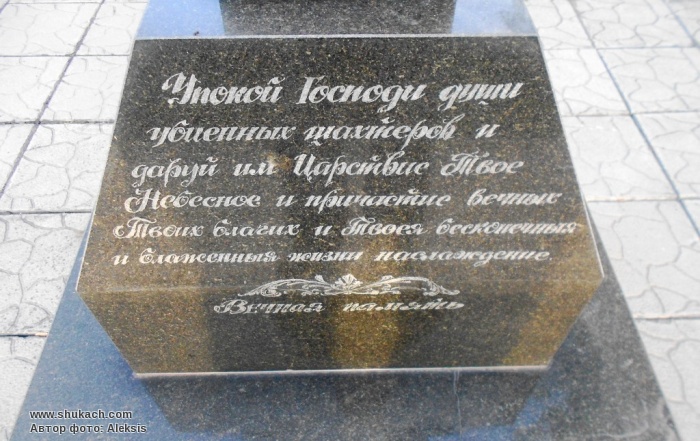 Упокой Господи души
убиенных шахтеров и
даруй им Царствие Твое
Небесное и причастие вечных
Твоих благих и Твоея бесконечныя
и блаженныя жизни наслаждение.
Вечная память
www.shukach.com
Автор фото: Aleksis